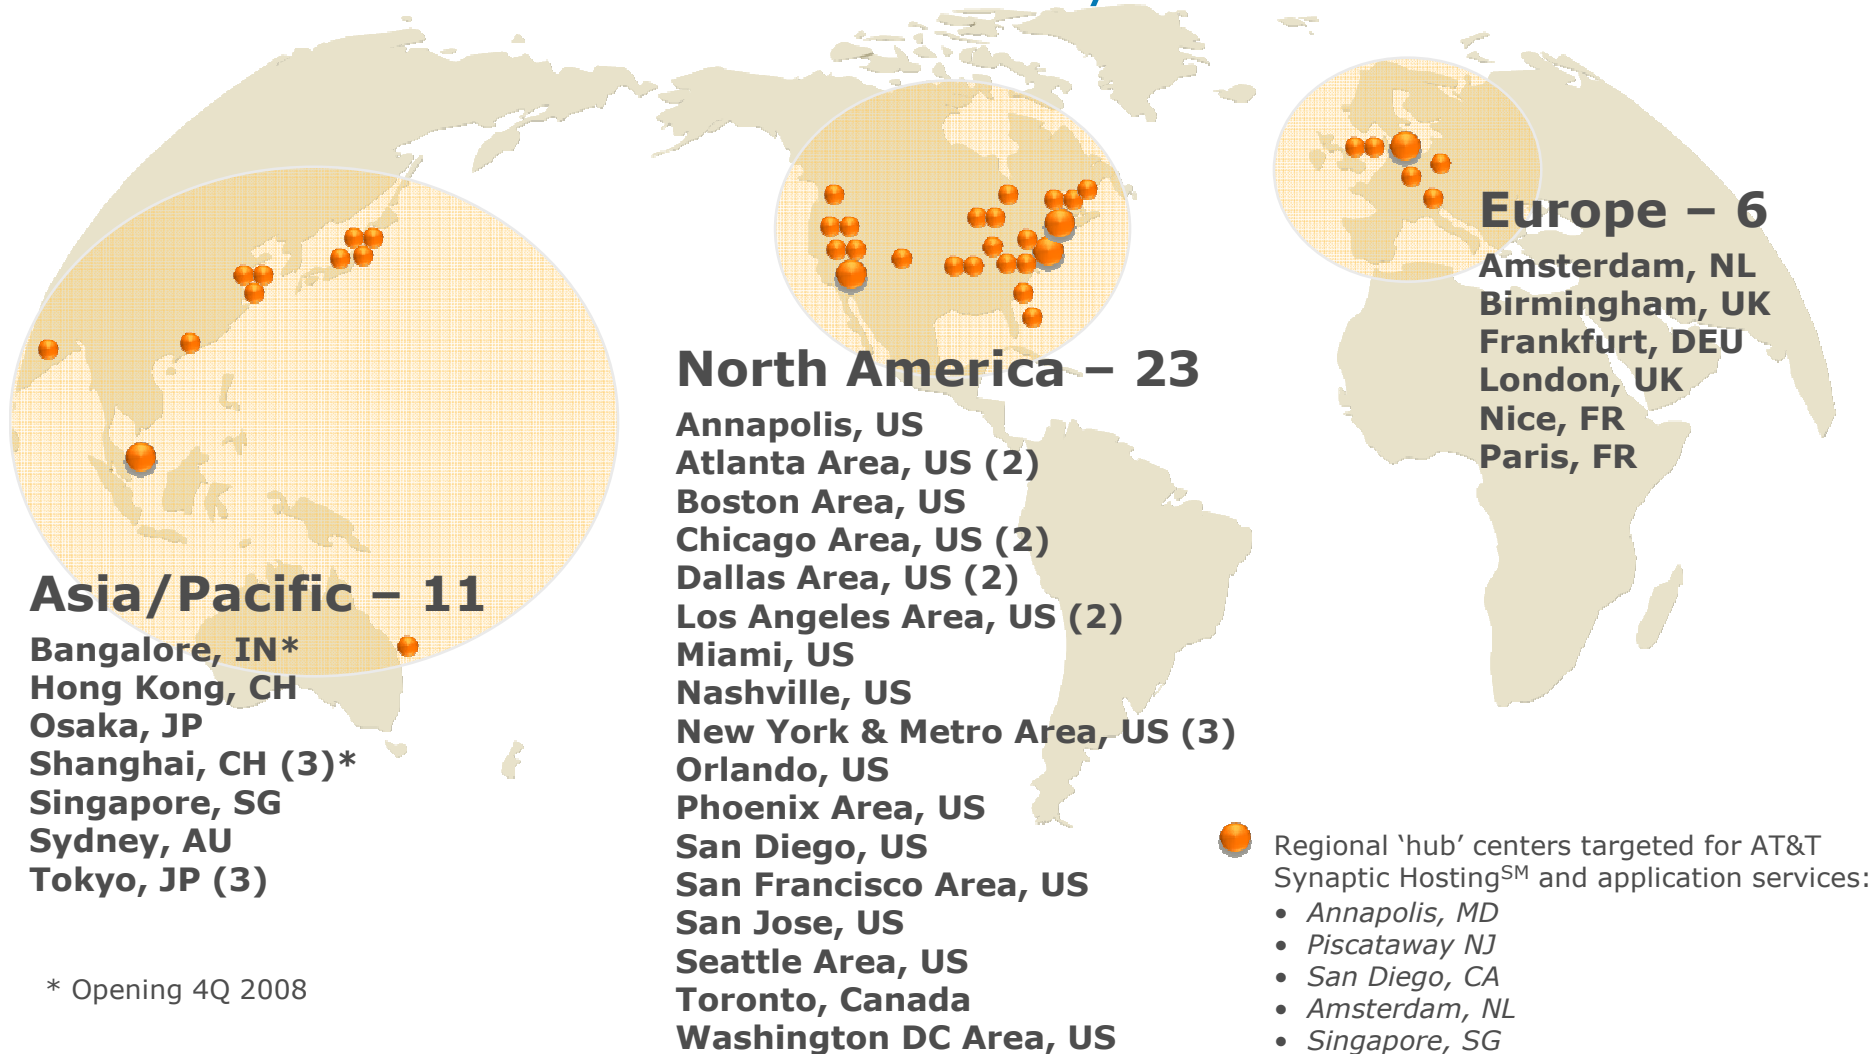 Europe – 6
Amsterdam, NL
Birmingham, UK
Frankfurt, DEU
London, UK
Nice, FR
Paris, FR
North America – 23
Annapolis, US
Atlanta Area, US (2)
Boston Area, US
Chicago Area, US (2)
Dallas Area, US (2)
Los Angeles Area, US (2)
Miami, US
Nashville, US
New York & Metro Area, US (3)
Orlando, US
Phoenix Area, US
San Diego, US
San Francisco Area, US
San Jose, US
Seattle Area, US
Toronto, Canada
Washington DC Area, US
Asia/Pacific – 11
Bangalore, IN*
Hong Kong, CH
Osaka, JP
Shanghai, CH (3)*
Singapore, SG
Sydney, AU
Tokyo, JP (3)
* Opening 4Q 2008
Regional ‘hub’ centers targeted for AT&T
Synaptic Hosting℠ and application services:
• Annapolis, MD
• Piscataway NJ
• San Diego, CA
• Amsterdam, NL
• Singapore, SG